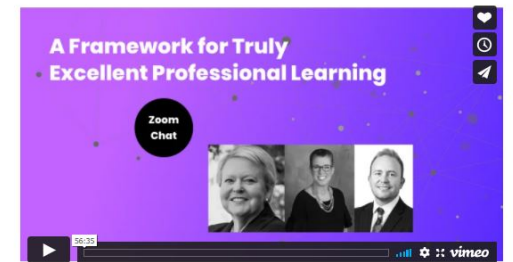 A Framework for Truly
Excellent Professional Learning
Zoom
Chat
56:35
vimeo